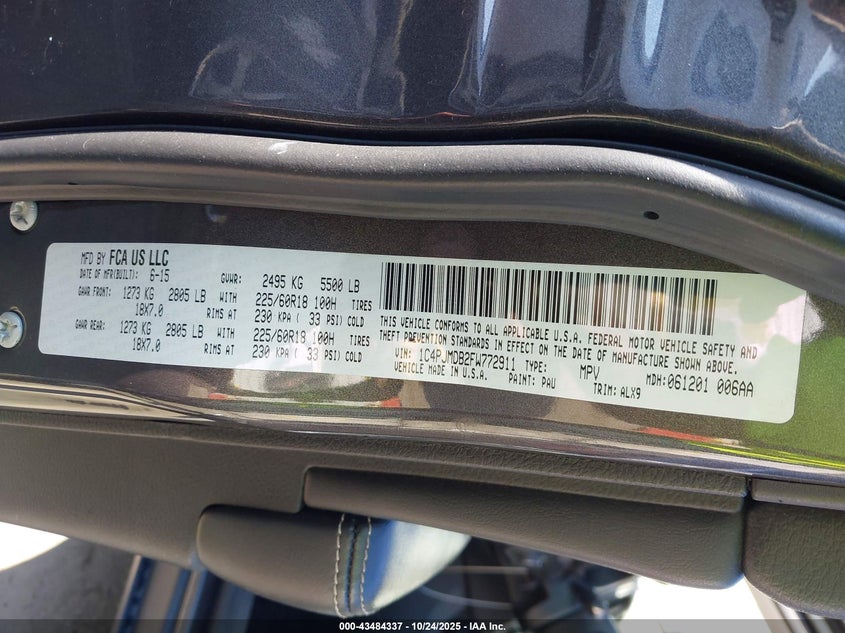 MFD BY FCA US LLC
DATE OF MFR(BUILT): 6-15 GVWR: 2495 KG 5500 LB
GAWR FRONT: 1273 KG 2805 LB WITH 225/60R18 100H TIRES
18X7.0 RIMS AT 230 KPA ( 33 PSI) COLD
GAWR REAR: 1273 KG 2805 LB WITH 225/60R18 100H TIRES
18X7.0 RIMS AT 230 KPA ( 33 PSI) COLD
THIS VEHICLE CONFORMS TO ALL APPLICABLE U.S.A. FEDERAL MOTOR VEHICLE SAFETY AND
THEFT PREVENTION STANDARDS IN EFFECT ON THE DATE OF MANUFACTURE SHOWN ABOVE.
VIN: 1C4PJMDB2FW772911 TYPE: MPV MDH:061201 006AA
VEHICLE MADE IN U.S.A. PAINT: PAU TRIM: ALX9
000-43484337 - 10/24/2025 - IAA Inc.